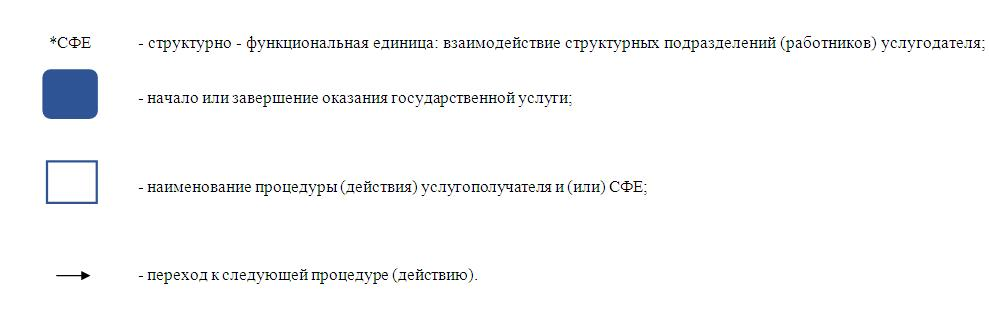 *СФЕ - структурно - функциональная единица: взаимодействие структурных подразделений (работников) услугодателя;
- начало или завершение оказания государственной услуги;
- наименование процедуры (действия) услугополучателя и (или) СФЕ;
- переход к следующей процедуре (действию).